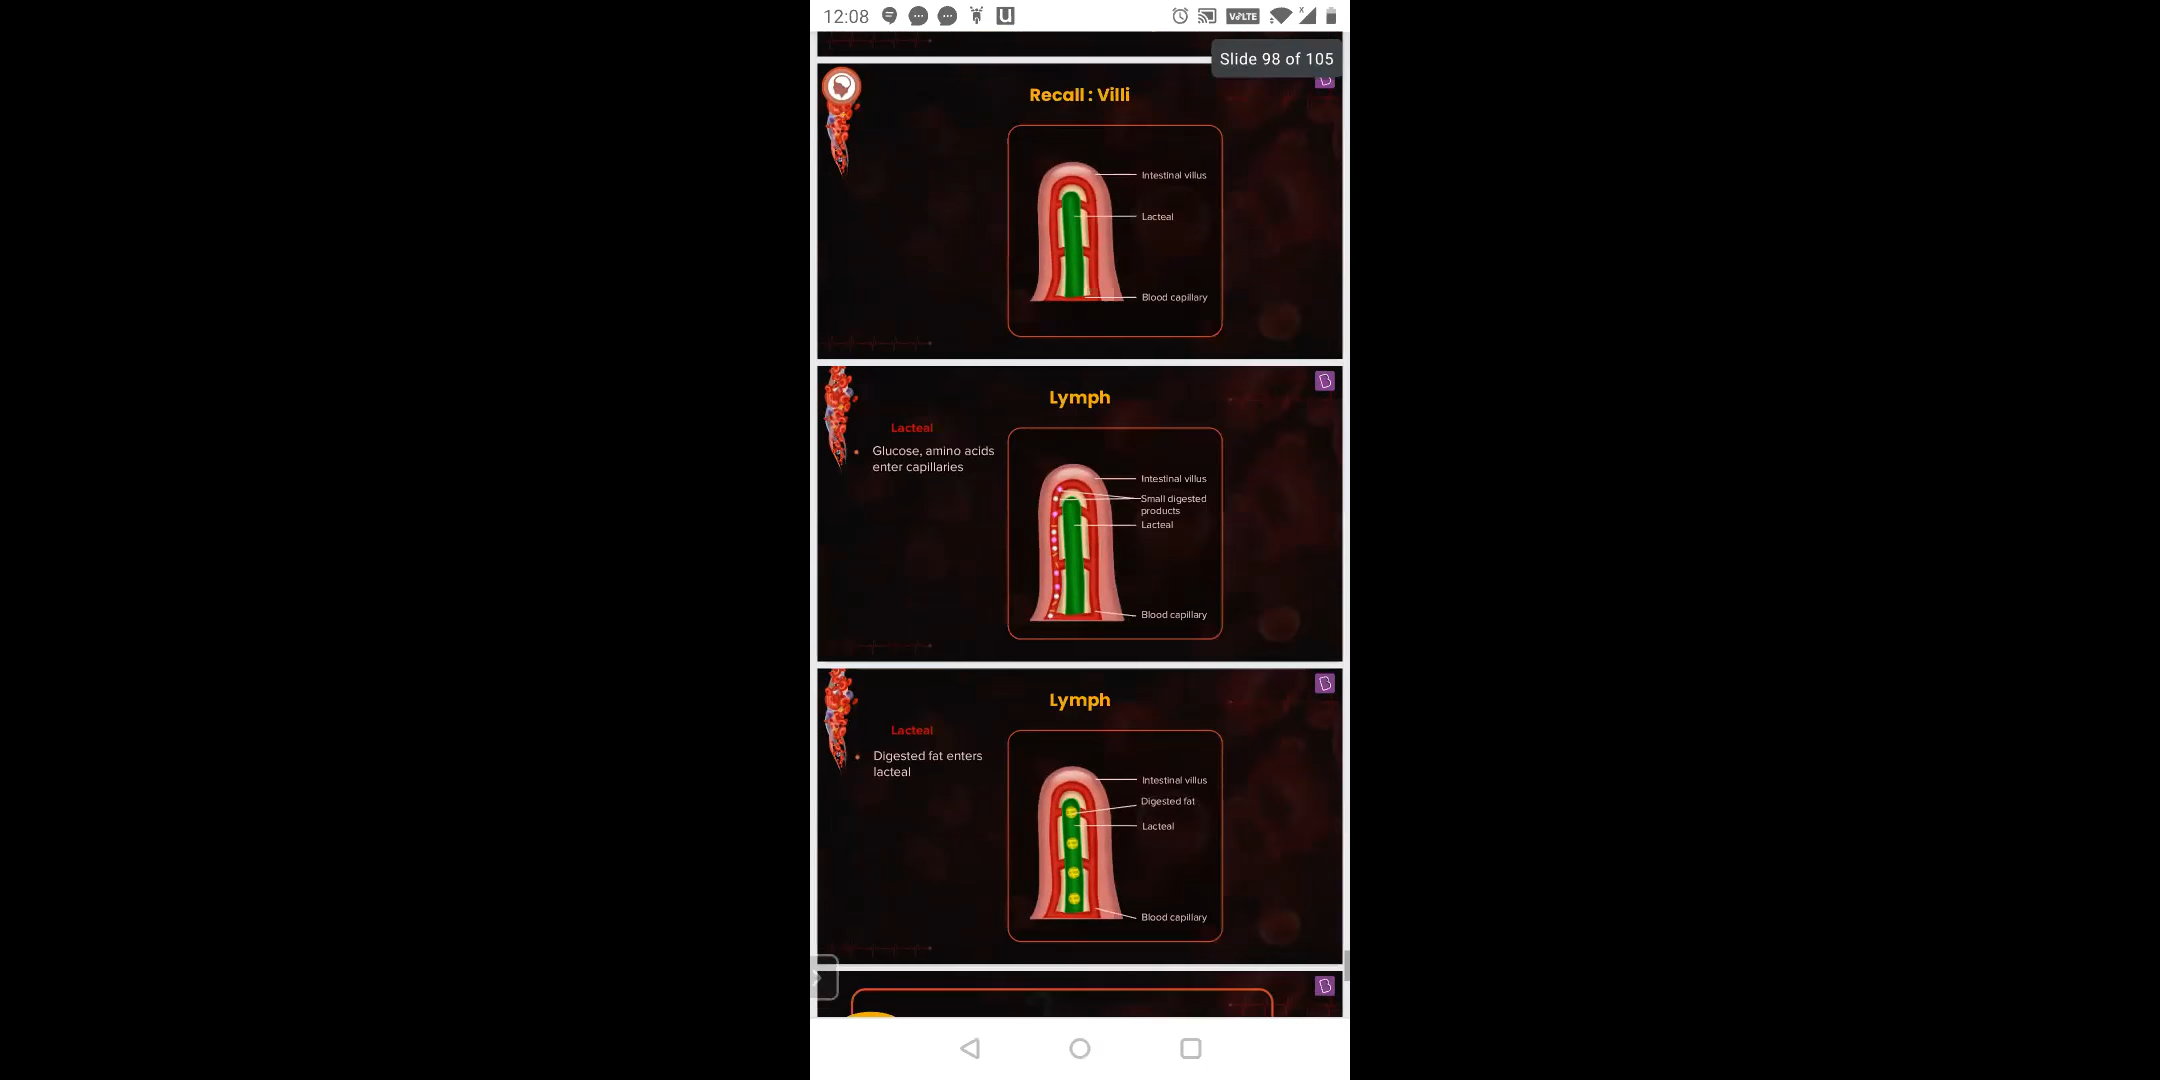 12:08
VoLTE
Slide 98 of 105
Recall : Villi
Intestinal villus
Lacteal
Blood capillary
Lymph
Lacteal
Glucose, amino acids
enter capillaries
Intestinal villus
Small digested
products
Lacteal
Blood capillary
Lymph
Lacteal
Digested fat enters
lacteal
Intestinal villus
Digested fat
Lacteal
Blood capillary